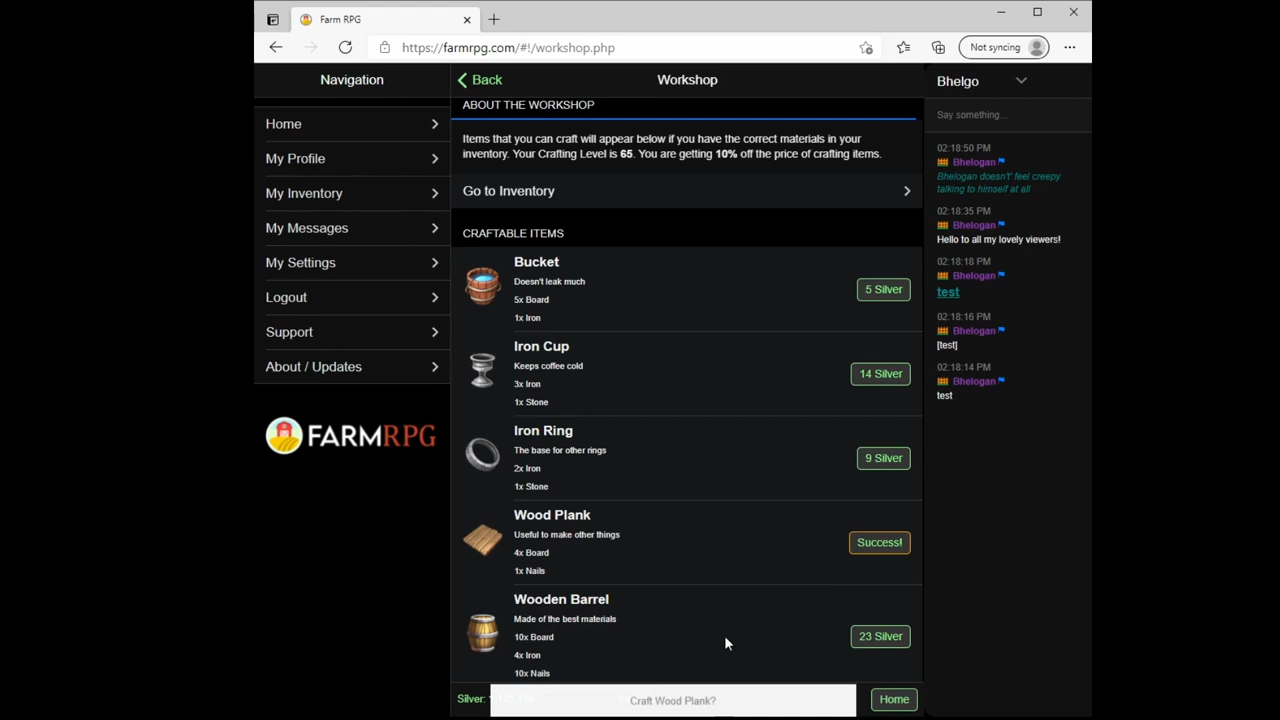 Farm RPG
https://farmrpg.com/#!/workshop.php
Not syncing
Navigation
Home
My Profile
My Inventory
My Messages
My Settings
Logout
Support
About / Updates
FARMRPG
Back
Workshop
ABOUT THE WORKSHOP
Items that you can craft will appear below if you have the correct materials in your
inventory. Your Crafting Level is 65. You are getting 10% off the price of crafting items.
Go to Inventory
CRAFTABLE ITEMS
Bucket
Doesn't leak much
5x Board
1x Iron
5 Silver
Iron Cup
Keeps coffee cold
3x Iron
1x Stone
14 Silver
Iron Ring
The base for other rings
2x Iron
1x Stone
9 Silver
Wood Plank
Useful to make other things
4x Board
1x Nails
Success!
Wooden Barrel
Made of the best materials
10x Board
4x Iron
10x Nails
23 Silver
Silver:
Craft Wood Plank?
Home
Bhelgo
Say something...
02:18:50 PM
Bhelogan
Bhelogan doesn't' feel creepy
talking to himself at all
02:18:35 PM
Bhelogan
Hello to all my lovely viewers!
02:18:18 PM
Bhelogan
test
02:18:16 PM
Bhelogan
[test]
02:18:14 PM
Bhelogan
test